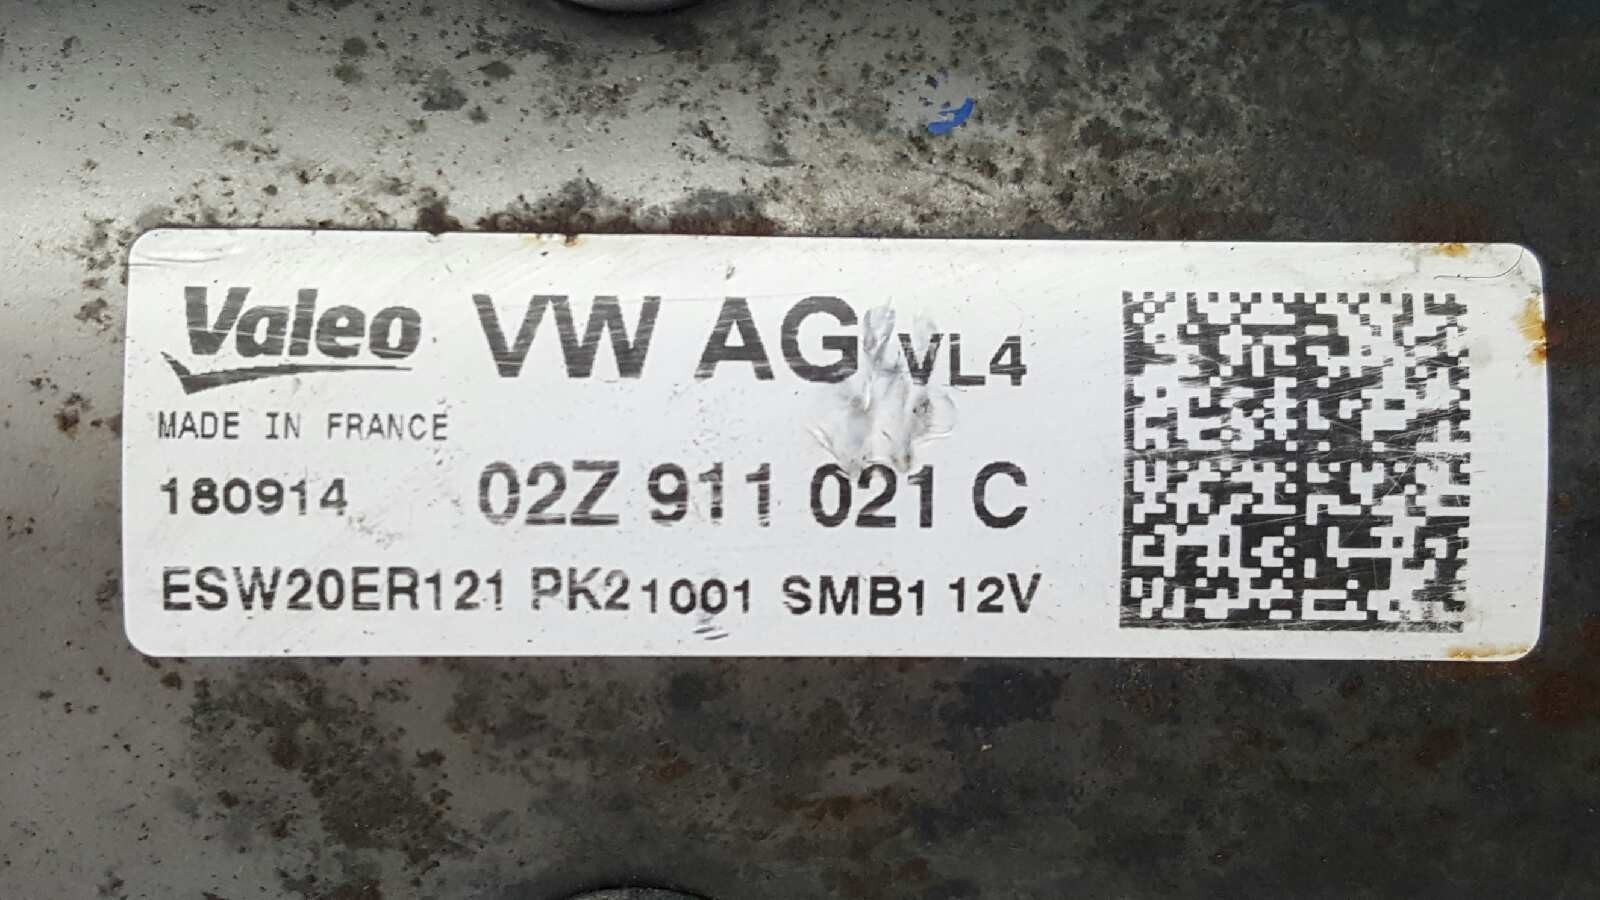 Valeo VW AG VL4
MADE IN FRANCE
180914 02Z 911 021 C
ESW20ER121 PK21001 SMB1 12V